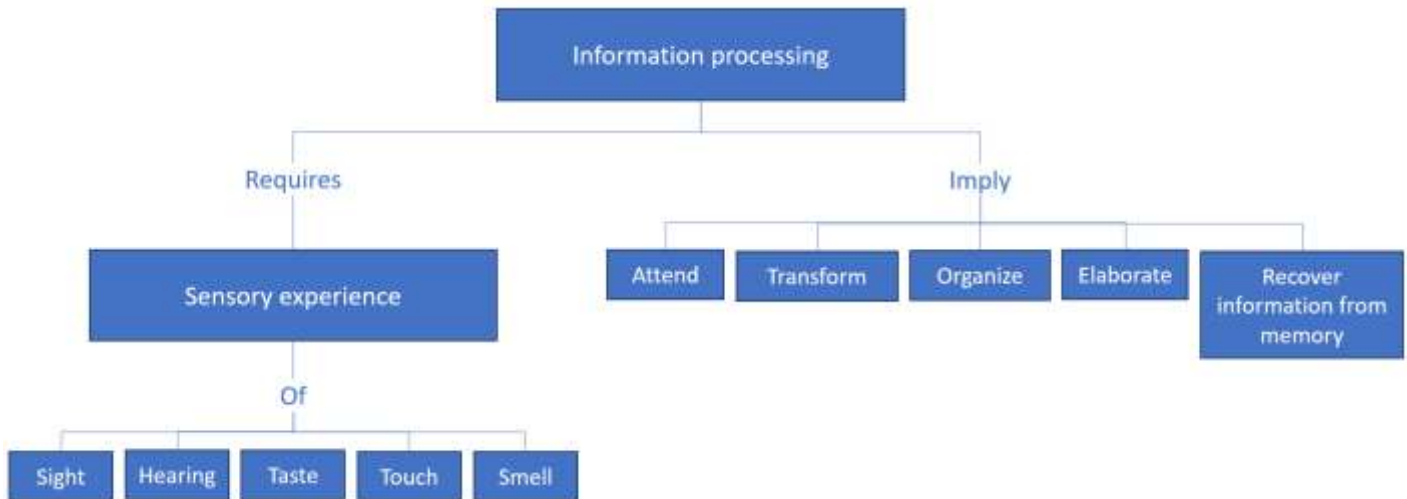 Information processing
Requires
Imply
Sensory experience
Attend
Transform
Organize
Elaborate
Recover
information from
memory
Of
Sight
Hearing
Taste
Touch
Smell